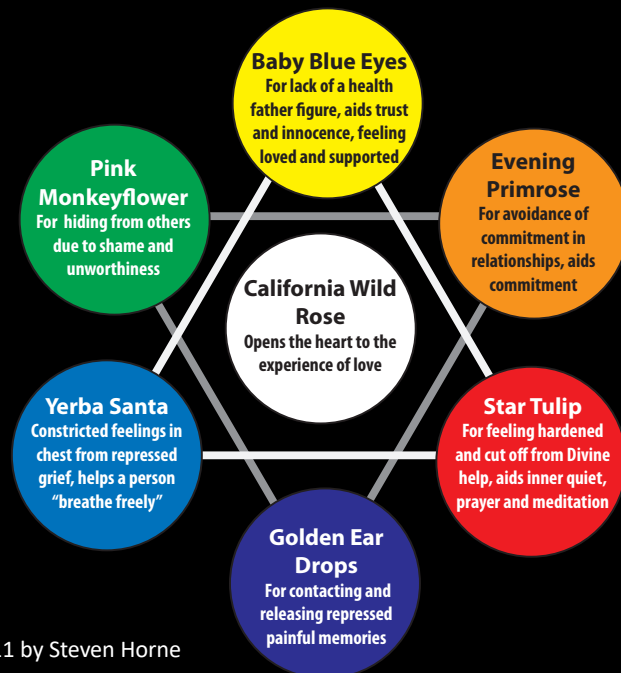 Baby Blue Eyes
For lack of a health
father figure, aids trust
and innocence, feeling
loved and supported
Pink
Monkeyflower
For hiding from others
due to shame and
unworthiness
Evening
Primrose
For avoidance of
commitment in
relationships, aids
commitment
California Wild
Rose
Opens the heart to the
experience of love
Yerba Santa
Constricted feelings in
chest from repressed
grief, helps a person
“breathe freely”
Star Tulip
For feeling hardened
and cut off from Divine
help, aids inner quiet,
prayer and meditation
Golden Ear
Drops
For contacting and
releasing repressed
painful memories
by Steven Horne